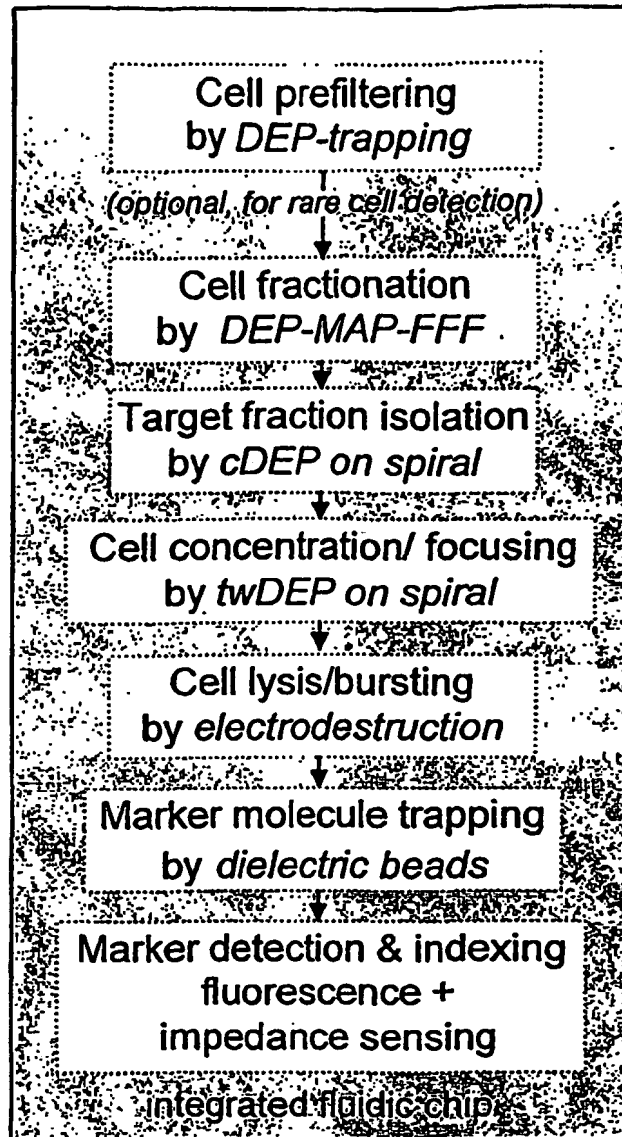 Cell prefiltering
by DEP-trapping
(optional, for rare cell detection)
Cell fractionation
by DEP-MAP-FFF
Target fraction isolation
by cDEP on spiral
Cell concentration/ focusing
by twDEP on spiral
Cell lysis/bursting
by electrodestruction
Marker molecule trapping
by dielectric beads
Marker detection & indexing
fluorescence +
impedance sensing
integrated fluidic chip